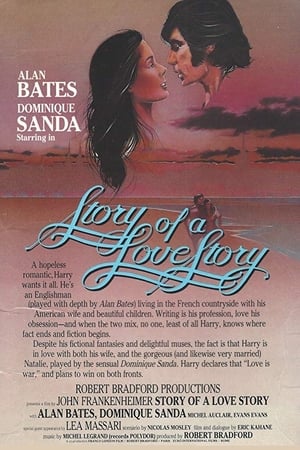 ALAN
BATES
DOMINIQUE
SANDA
Starring in
Story of a
Love Story
A hopeless
romantic, Harry
wants it all. He's
an Englishman
(played with depth by Alan Bates) living in the French countryside with his
American wife and beautiful children. Writing is his profession, love his
obsession—and when the two mix, no one, least of all Harry, knows where
fact ends and fiction begins.
Despite his fictional fantasies and delightful muses, the fact is that Harry is
in love with both his wife, and the gorgeous (and likewise very married)
Natalie, played by the sensual Dominique Sanda. Harry declares that "Love is
war," and plans to win on both fronts.
ROBERT BRADFORD PRODUCTIONS
presents a film by JOHN FRANKENHEIMER STORY OF A LOVE STORY
with ALAN BATES, DOMINIQUE SANDA MICHEL AUCLAIR, EVANS EVANS
special guest appearance by LEA MASSARI scenario by NICOLAS MOSLEY film and dialogue by ERIC KAHANE
music by MICHEL LEGRAND (records POLYDOR) produced by ROBERT BRADFORD